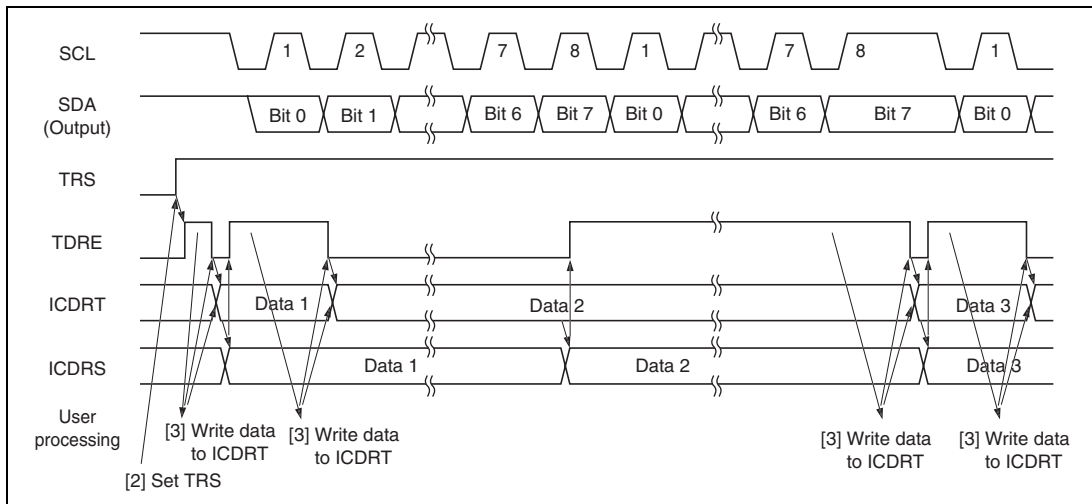 SCL
1
2
7
8
1
7
8
1
SDA
(Output)
Bit 0
Bit 1
Bit 6
Bit 7
Bit 0
Bit 6
Bit 7
Bit 0
TRS
TDRE
ICDRT
Data 1
Data 2
Data 3
ICDRS
Data 1
Data 2
Data 3
User
processing
[3] Write data
to ICDRT
[3] Write data
to ICDRT
[3] Write data
to ICDRT
[3] Write data
to ICDRT
[2] Set TRS